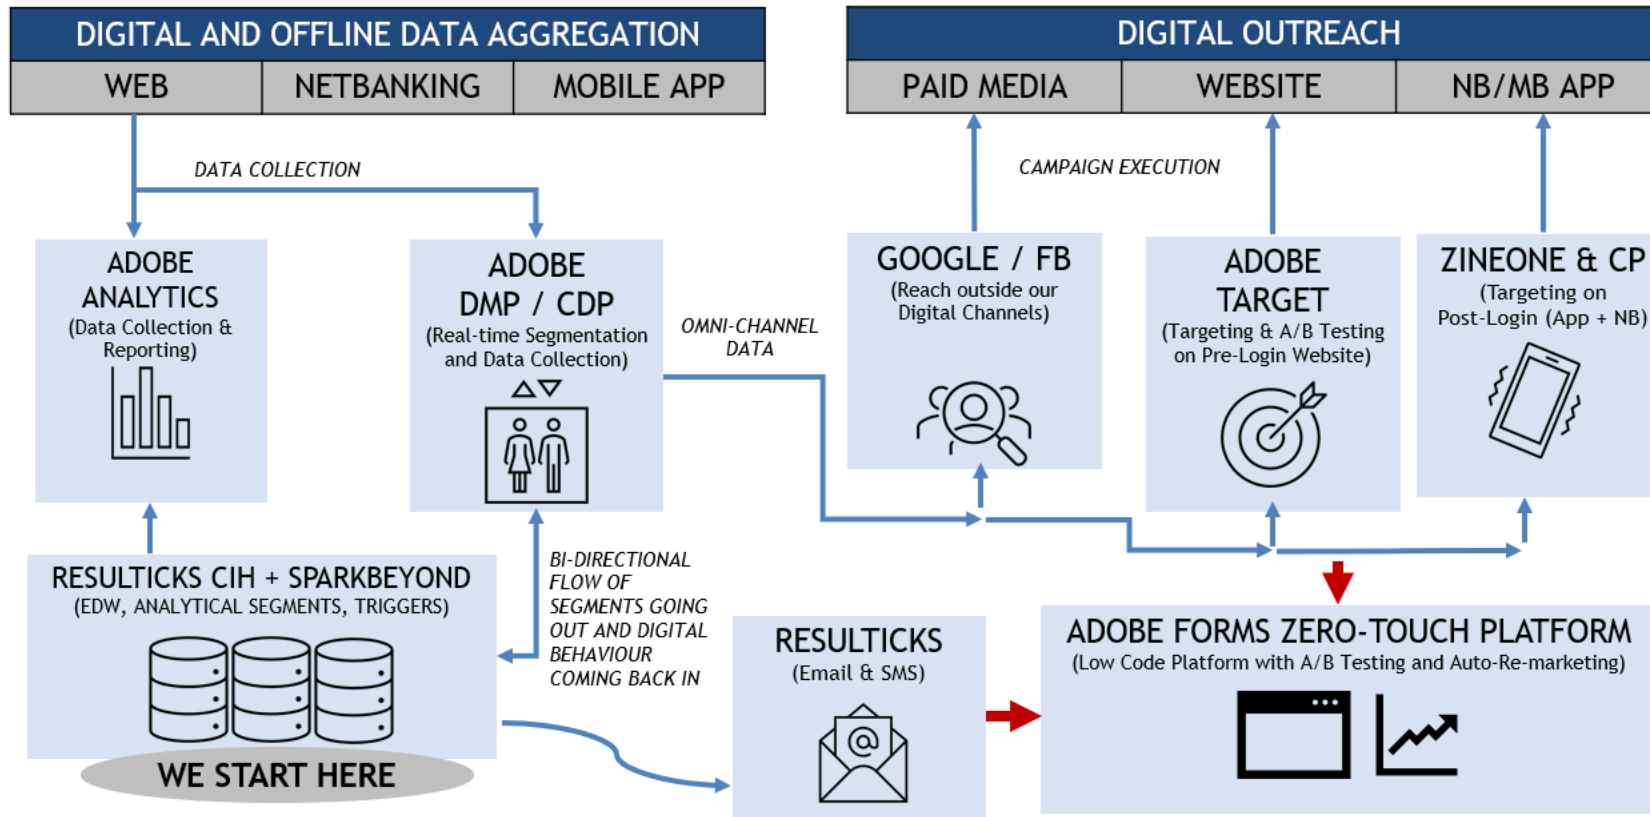 DIGITAL AND OFFLINE DATA AGGREGATION
WEB
NETBANKING
MOBILE APP
DIGITAL OUTREACH
PAID MEDIA
WEBSITE
NB/MB APP
DATA COLLECTION
CAMPAIGN EXECUTION
ADOBE
ANALYTICS
(Data Collection &
Reporting)
ADOBE
DMP / CDP
(Real-time Segmentation
and Data Collection)
OMNI-CHANNEL
DATA
GOOGLE / FB
(Reach outside our
Digital Channels)
ADOBE
TARGET
(Targeting & A/B Testing
on Pre-Login Website)
ZINEONE & CP
(Targeting on
Post-Login (App + NB)
RESULTICKS CIH + SPARKBEYOND
(EDW, ANALYTICAL SEGMENTS, TRIGGERS)
WE START HERE
BI-DIRECTIONAL
FLOW OF
SEGMENTS GOING
OUT AND DIGITAL
BEHAVIOUR
COMING BACK IN
RESULTICKS
(Email & SMS)
@
ADOBE FORMS ZERO-TOUCH PLATFORM
(Low Code Platform with A/B Testing and Auto-Re-marketing)